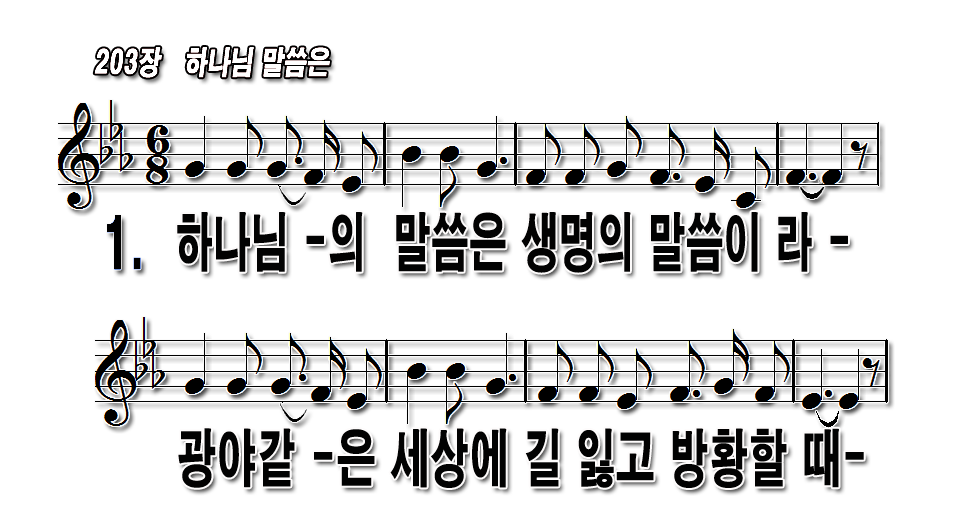 203장 하나님 말씀은
6
8
1. 하나님 -의 말씀은 생명의 말씀이 라 -
광야같 -은 세상에 길 잃고 방황할 때-